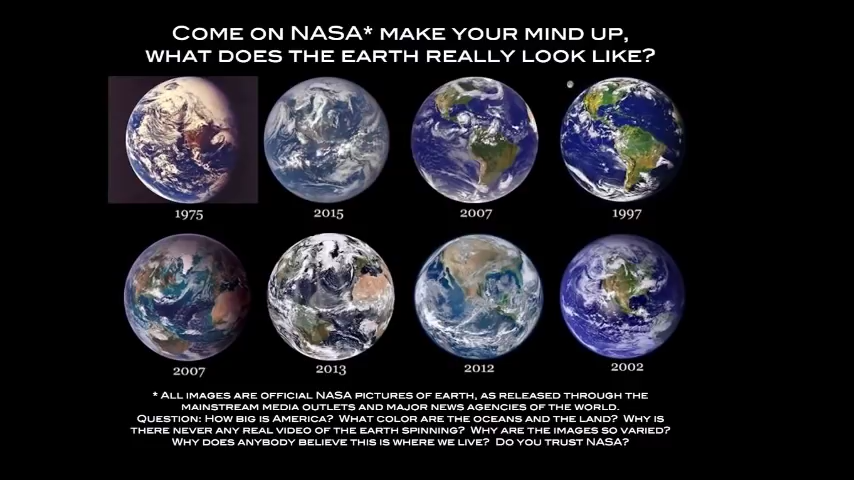 Come on NASA* make your mind up,
what does the earth really look like?
1975
2015
2007
1997
2007
2013
2012
2002
* All images are official NASA pictures of earth, as released through the
mainstream media outlets and major news agencies of the world.
Question: How big is America? What color are the oceans and the land? Why is
there never any real video of the earth spinning? Why are the images so varied?
Why does anybody believe this is where we live? Do you trust NASA?